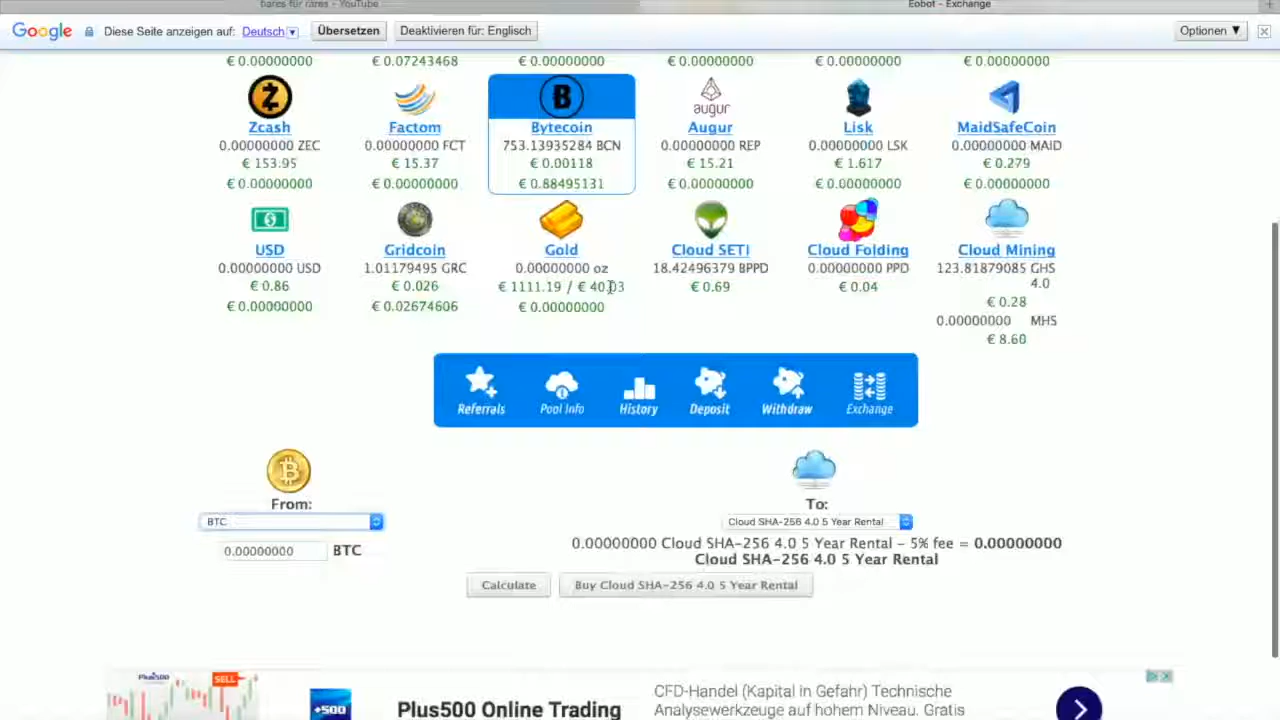 bares für rares - YouTube
Eobot - Exchange
Google Diese Seite anzeigen auf: Deutsch Übersetzen Deaktivieren für: Englisch Optionen ▼
€ 0.00000000 € 0.07243468 € 0.00000000 € 0.00000000 € 0.00000000 € 0.00000000
augur
Zcash Factom Bytecoin Augur Lisk MaidSafeCoin
0.00000000 ZEC 0.00000000 FCT 753.13935284 BCN 0.00000000 REP 0.00000000 LSK 0.00000000 MAID
€ 153.95 € 15.37 € 0.00118 € 15.21 € 1.617 € 0.279
€ 0.00000000 € 0.00000000 € 0.88495131 € 0.00000000 € 0.00000000 € 0.00000000
USD Gridcoin Gold Cloud SETI Cloud Folding Cloud Mining
0.00000000 USD 1.01179495 GRC 0.00000000 oz 18.42496379 BPPD 0.00000000 PPD 123.81879085 GHS
4.0
€ 0.86 € 0.026 € 1111.19 / € 40.03 € 0.69 € 0.04
€ 0.28
€ 0.00000000 € 0.02674606 € 0.00000000
0.00000000 MHS
€ 8.60
Referrals Pool Info History Deposit Withdraw Exchange
From: To:
BTC Cloud SHA-256 4.0 5 Year Rental
0.00000000 BTC
0.00000000 Cloud SHA-256 4.0 5 Year Rental - 5% fee = 0.00000000
Cloud SHA-256 4.0 5 Year Rental
Calculate Buy Cloud SHA-256 4.0 5 Year Rental
Plus500 SELL
+500
Plus500 Online Trading
CFD-Handel (Kapital in Gefahr) Technische
Analysewerkzeuge auf hohem Niveau. Gratis